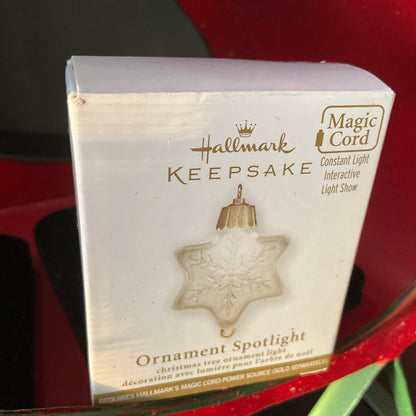 Hallmark
KEEPSAKE
Magic
Cord
Constant Light
Interactive
Light Show
Ornament Spotlight
christmas tree ornament light
décoration avec lumière pour l'arbre de noël
REQUIRES HALLMARK'S MAGIC CORD POWER SOURCE (SOLD SEPARATELY)